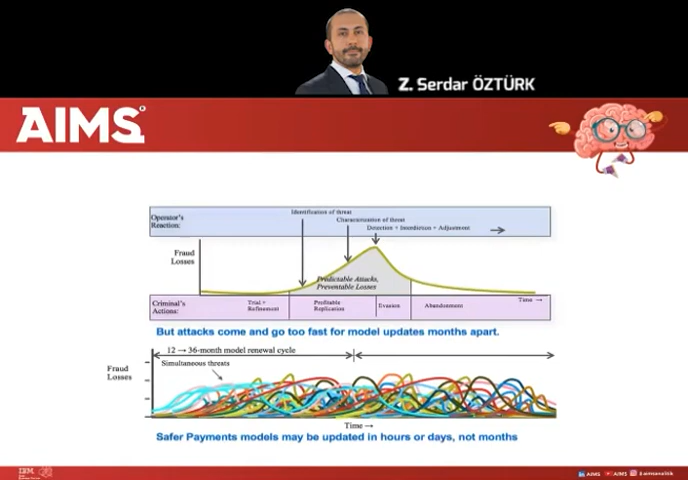 Z. Serdar ÖZTÜRK
AIMS
Operator's
Reaction:
Identification of threat
Characterization of threat
Detection + Interdiction + Adjustment
Fraud
Losses
Predictable Attacks,
Preventable Losses
Time →
Criminal's
Actions:
Trial +
Refinement
Profitable
Replication
Evasion
Abandonment
But attacks come and go too fast for model updates months apart.
12 → 36-month model renewal cycle
Simultaneous threats
Fraud
Losses
Time →
Safer Payments models may be updated in hours or days, not months
IBM
AIMS
AIMS
aimsanalitik